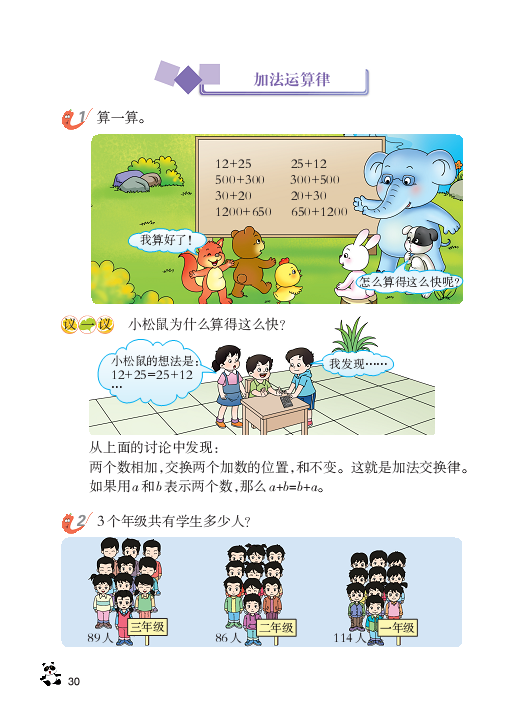 加法运算律
1 算一算。
12+25 25+12
500+300 300+500
30+20 20+30
1200+650 650+1200
我算好了!
怎么算得这么快呢?
议一议 小松鼠为什么算得这么快?
小松鼠的想法是:
12+25=25+12
…
我发现……
从上面的讨论中发现:
两个数相加,交换两个加数的位置,和不变。这就是加法交换律。
如果用a和b表示两个数,那么a+b=b+a。
2 3个年级共有学生多少人?
三年级
89人
二年级
86人
一年级
114人
30